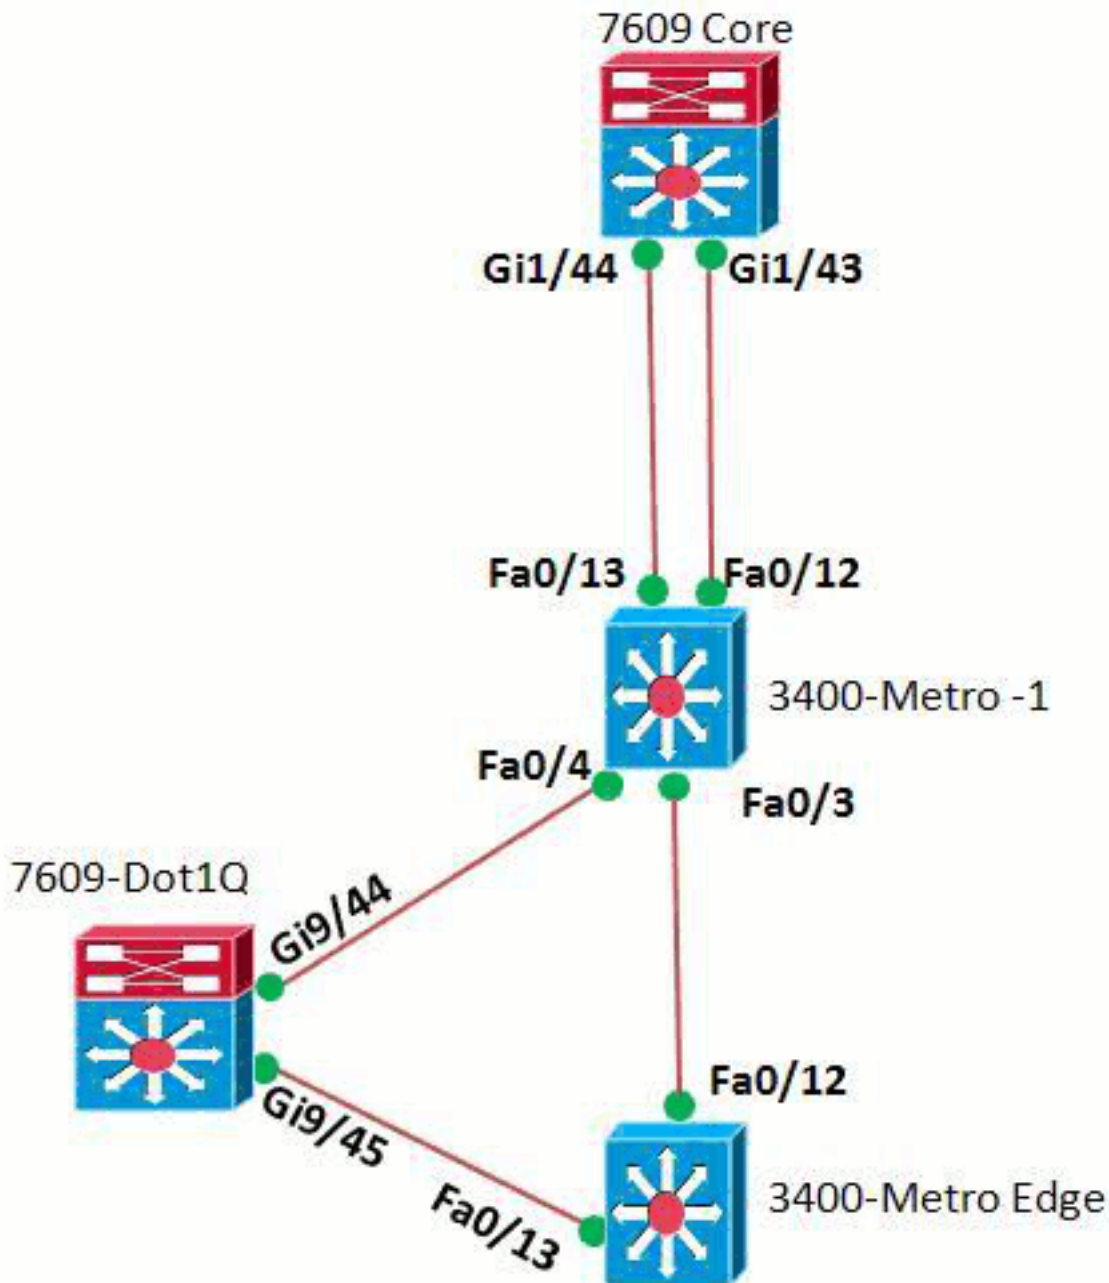 7609 Core
Gi1/44
Gi1/43
Fa0/13
Fa0/12
3400-Metro -1
Fa0/4
Fa0/3
7609-Dot1Q
Gi9/44
Gi9/45
Fa0/12
Fa0/13
3400-Metro Edge